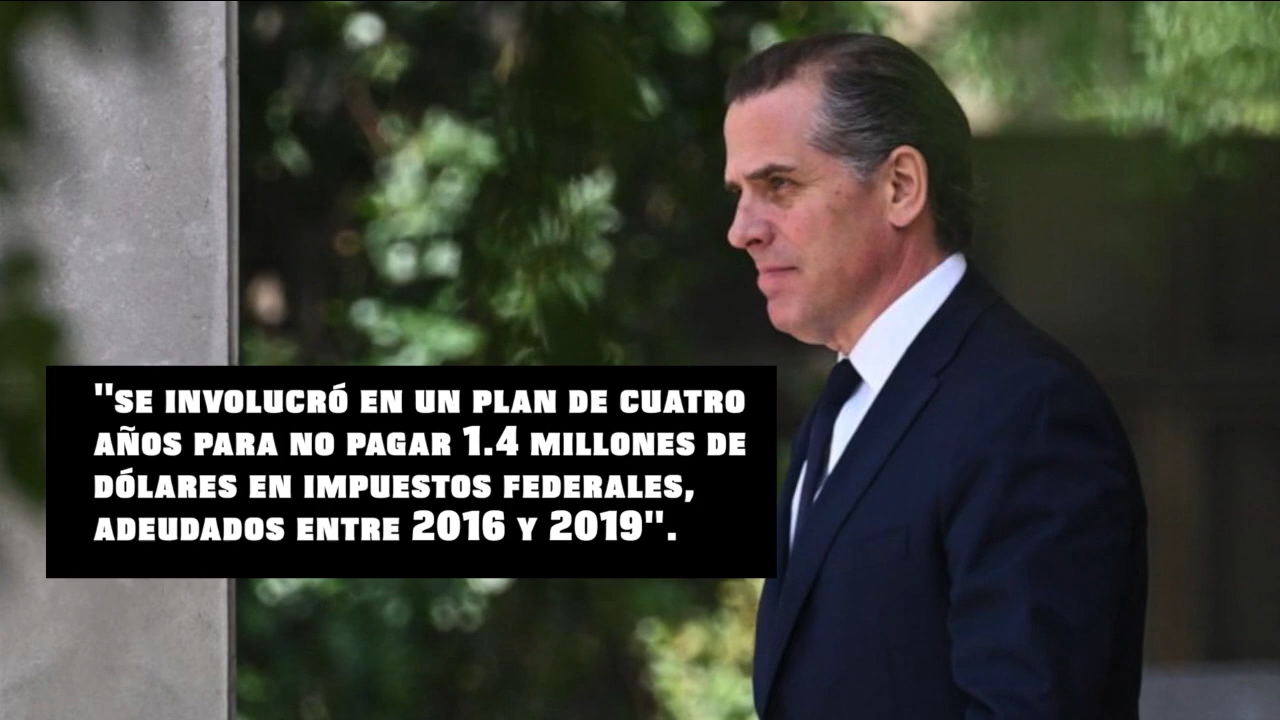 "SE INVOLUCRÓ EN UN PLAN DE CUATRO
AÑOS PARA NO PAGAR 1.4 MILLONES DE
DÓLARES EN IMPUESTOS FEDERALES,
ADEUDADOS ENTRE 2016 Y 2019".